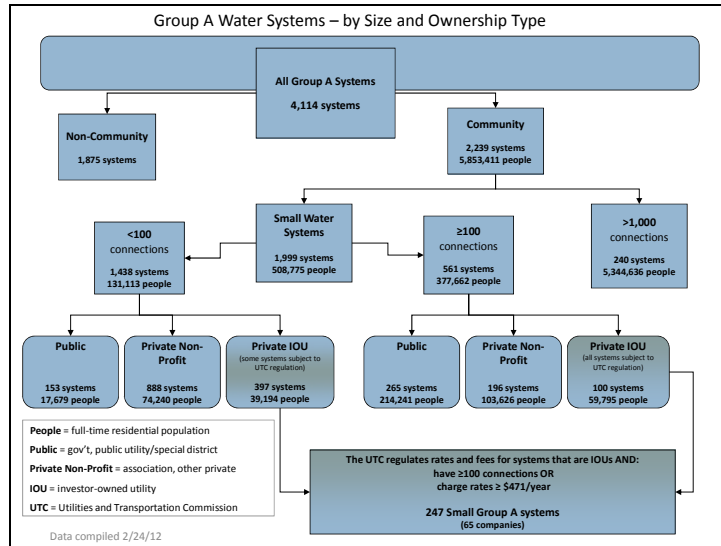 Group A Water Systems – by Size and Ownership Type
All Group A Systems
4,114 systems
Non-Community
1,875 systems
Community
2,239 systems
5,853,411 people
<100
connections
1,438 systems
131,113 people
Small Water
Systems
1,999 systems
508,775 people
≥100
connections
561 systems
377,662 people
>1,000
connections
240 systems
5,344,636 people
Public
153 systems
17,679 people
Private Non-
Profit
888 systems
74,240 people
Private IOU
(some systems subject to
UTC regulation)
397 systems
39,194 people
Public
265 systems
214,241 people
Private Non-
Profit
196 systems
103,626 people
Private IOU
(all systems subject to
UTC regulation)
100 systems
59,795 people
People = full-time residential population
Public = gov't, public utility/special district
Private Non-Profit = association, other private
IOU = investor-owned utility
UTC = Utilities and Transportation Commission
The UTC regulates rates and fees for systems that are IOUs AND:
have ≥100 connections OR
charge rates ≥ $471/year
247 Small Group A systems
(65 companies)
Data compiled 2/24/12